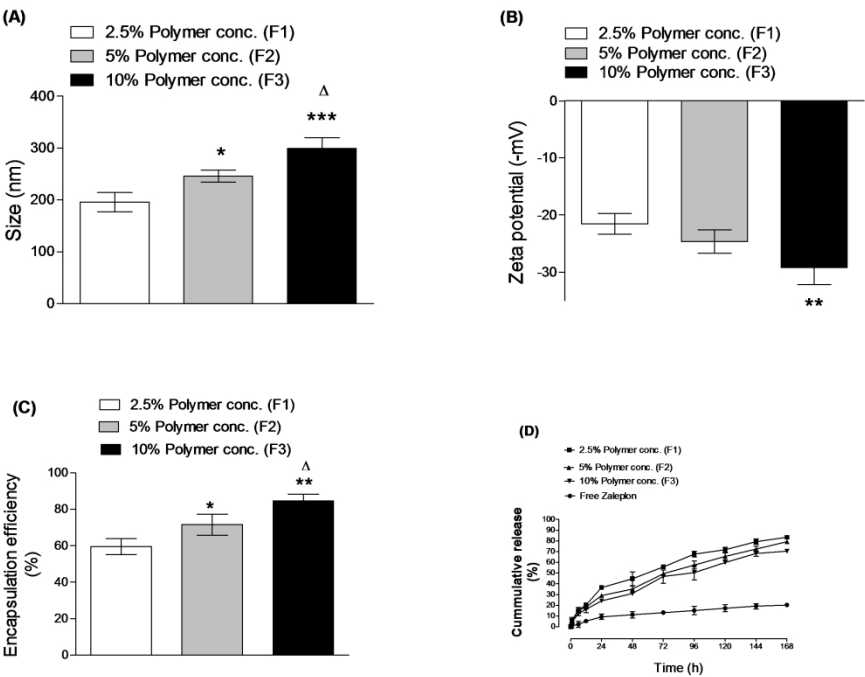 (A)
2.5% Polymer conc. (F1)
5% Polymer conc. (F2)
10% Polymer conc. (F3)
Size (nm)
400
300
200
100
0
*
***
Δ
(B)
2.5% Polymer conc. (F1)
5% Polymer conc. (F2)
10% Polymer conc. (F3)
Zeta potential (-mV)
0
-10
-20
-30
**
(C)
2.5% Polymer conc. (F1)
5% Polymer conc. (F2)
10% Polymer conc. (F3)
Encapsulation efficiency
(%)
100
80
60
40
20
0
*
Δ
**
(D)
2.5% Polymer conc. (F1)
5% Polymer conc. (F2)
10% Polymer conc. (F3)
Free Zaleplon
Cummulative release
(%)
100
90
80
70
60
50
40
30
20
10
0
0 24 48 72 96 120 144 168
Time (h)